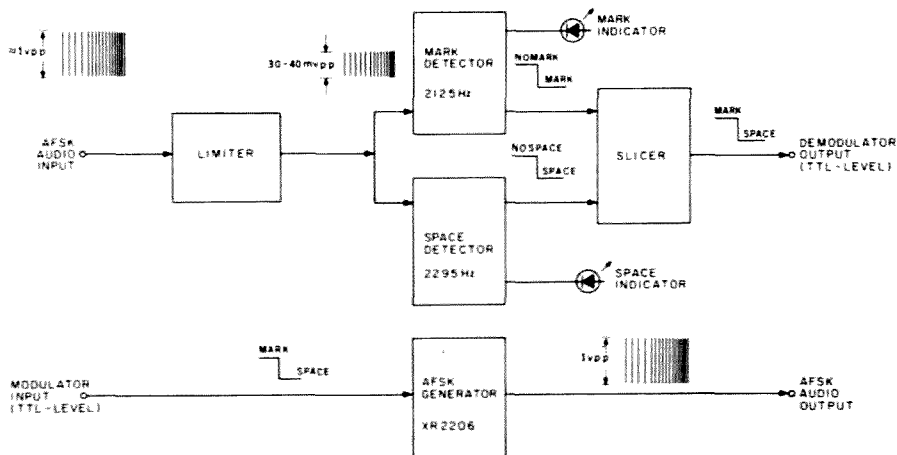 ≈1vpp
30-40mvpp
MARK
DETECTOR
2125Hz
MARK
INDICATOR
NOMARK
MARK
AFSK
AUDIO
INPUT
LIMITER
NOSPACE
SPACE
SLICER
MARK
SPACE
DEMODULATOR
OUTPUT
(TTL-LEVEL)
SPACE
DETECTOR
2295Hz
SPACE
INDICATOR
MARK
SPACE
MODULATOR
INPUT
(TTL-LEVEL)
AFSK
GENERATOR
XR2206
1vpp
AFSK
AUDIO
OUTPUT